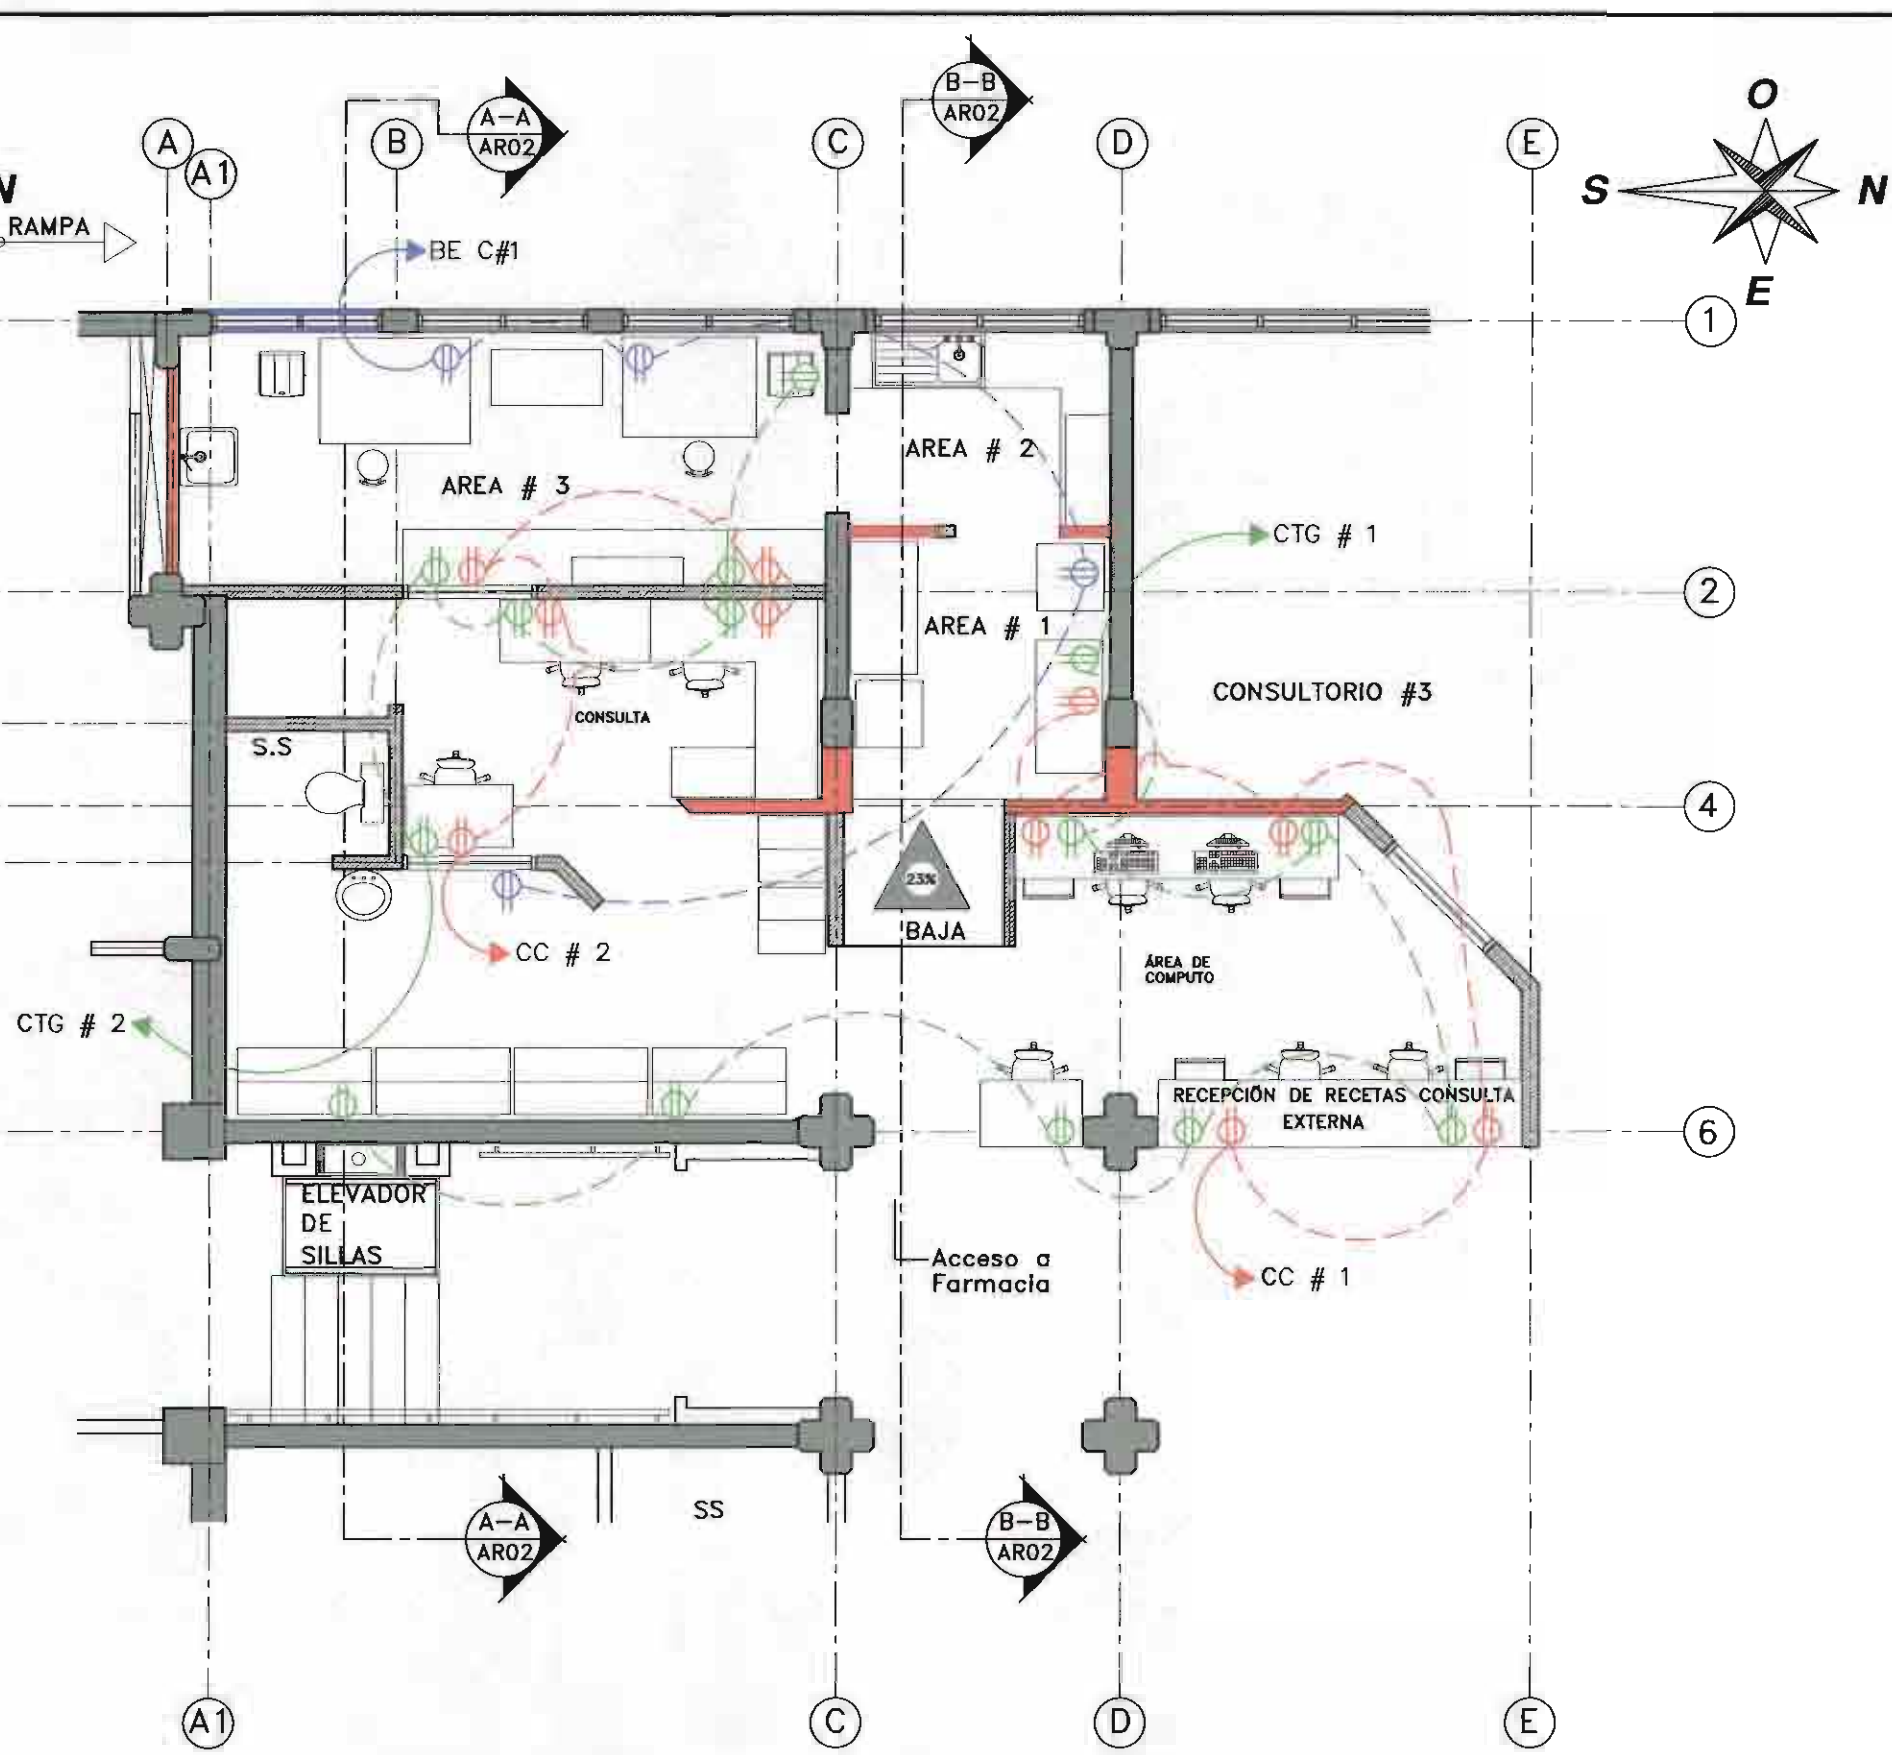 B-B
AR02
A-A
AR02
O
A
A1
B
C
D
E
S
N
N
RAMPA
BE C#1
E
1
AREA # 2
AREA # 3
CTG # 1
2
AREA # 1
CONSULTORIO #3
CONSULTA
S.S
4
23%
BAJA
CC # 2
ÁREA DE
COMPUTO
CTG # 2
RECEPCIÓN DE RECETAS CONSULTA
EXTERNA
6
ELEVADOR
DE
SILLAS
Acceso a
Farmacia
CC # 1
SS
A-A
AR02
B-B
AR02
A1
C
D
E